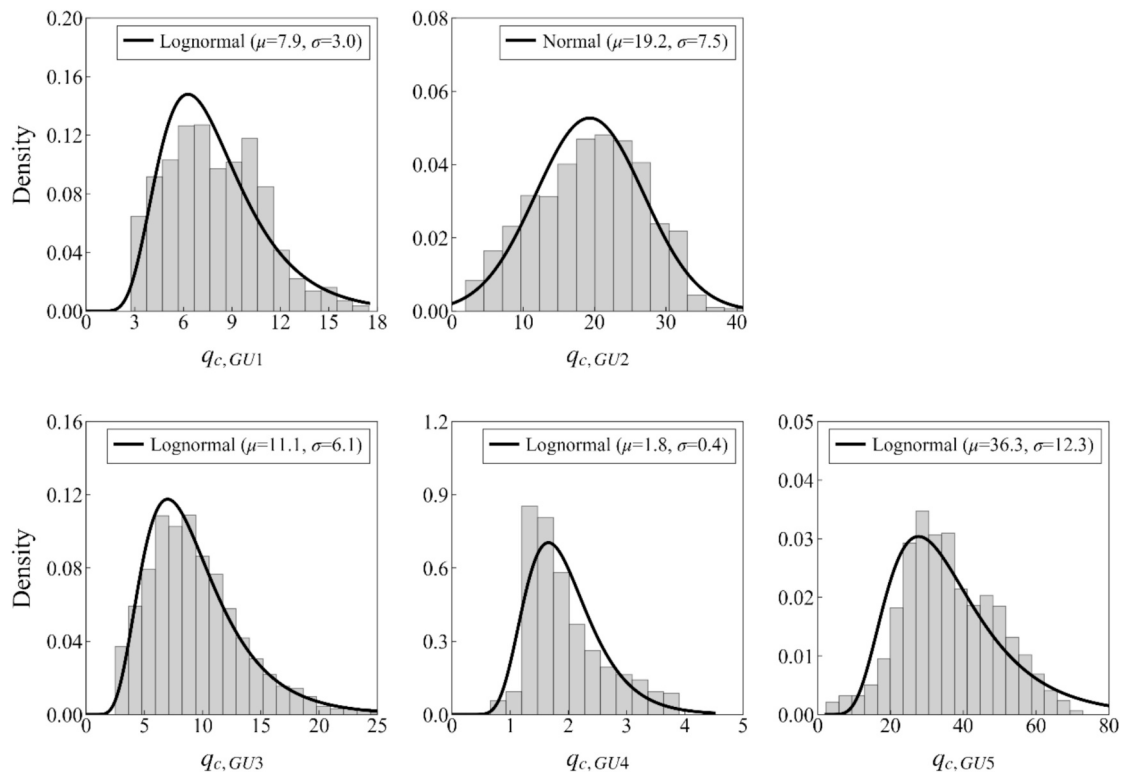 0.20
0.16
0.12
0.08
0.04
0.00
Density
Lognormal (μ=7.9, σ=3.0)
0 3 6 9 12 15 18
q_c, GU1
0.08
0.06
0.04
0.02
0.00
Normal (μ=19.2, σ=7.5)
0 10 20 30 40
q_c, GU2
0.16
0.12
0.08
0.04
0.00
Density
Lognormal (μ=11.1, σ=6.1)
0 5 10 15 20 25
q_c, GU3
1.2
0.9
0.6
0.3
0.0
Lognormal (μ=1.8, σ=0.4)
0 1 2 3 4 5
q_c, GU4
0.05
0.04
0.03
0.02
0.01
0.00
Lognormal (μ=36.3, σ=12.3)
0 20 40 60 80
q_c, GU5